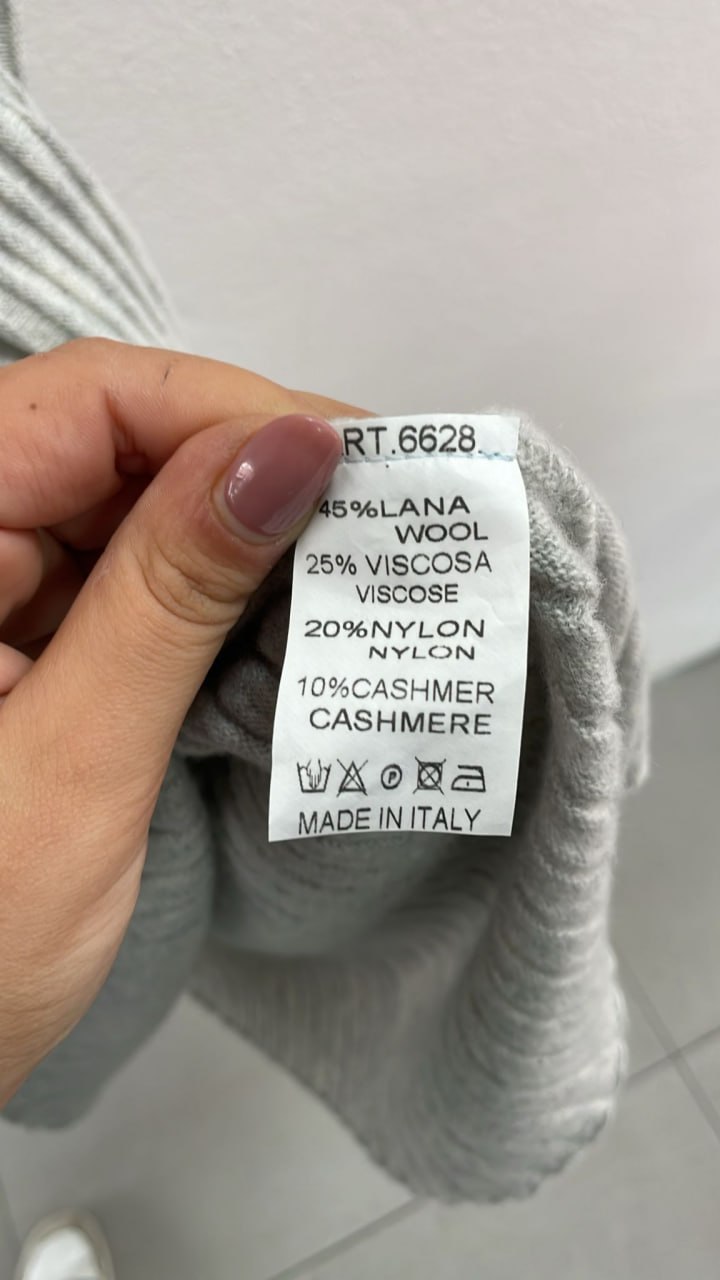 RT.6628
45%LANA
WOOL
25% VISCOSA
VISCOSE
20%NYLON
NYLON
10%CASHMER
CASHMERE
P
MADE IN ITALY